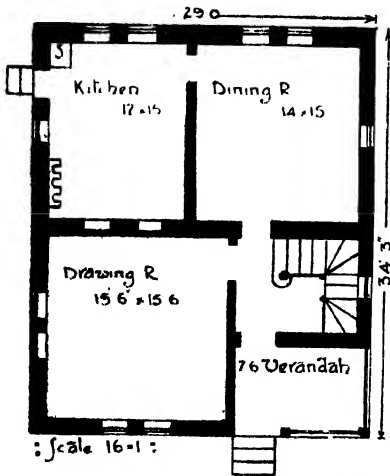 29 0
S
Kitchen
12 x 15
Dining R
14 x 15
34' 3"
Drawing R
15' 6" x 15 6
7 6 Verandah
: Scale 16=1 :